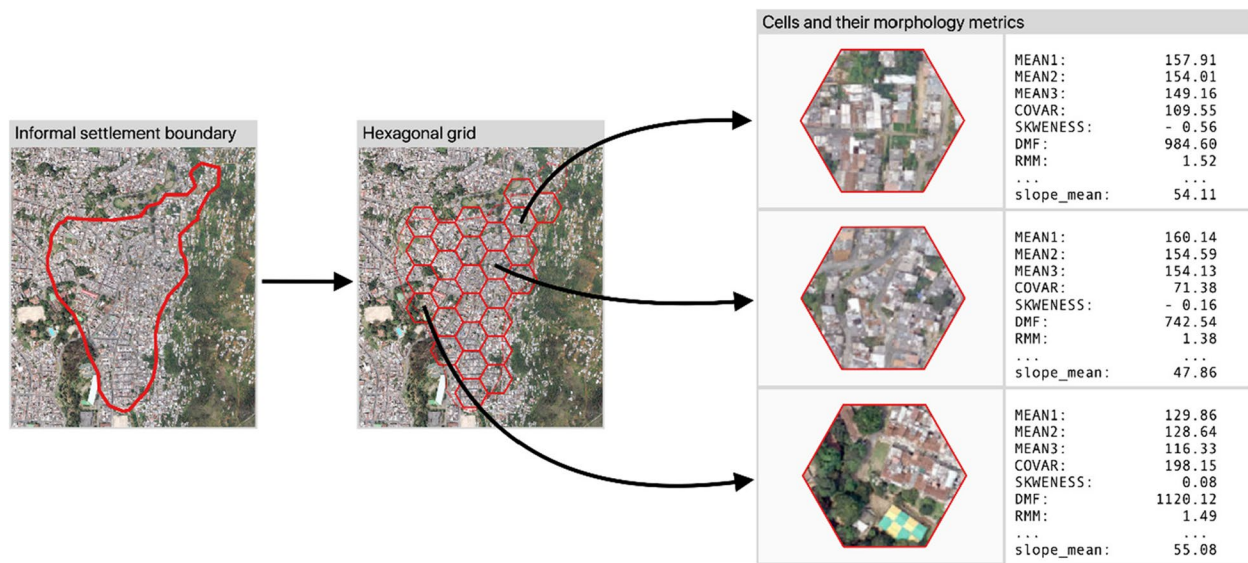 Cells and their morphology metrics
Informal settlement boundary
Hexagonal grid
MEAN1: 157.91
MEAN2: 154.01
MEAN3: 149.16
COVAR: 109.55
SKWENESS: - 0.56
DMF: 984.60
RMM: 1.52
... ...
slope_mean: 54.11
MEAN1: 160.14
MEAN2: 154.59
MEAN3: 154.13
COVAR: 71.38
SKWENESS: - 0.16
DMF: 742.54
RMM: 1.38
... ...
slope_mean: 47.86
MEAN1: 129.86
MEAN2: 128.64
MEAN3: 116.33
COVAR: 198.15
SKWENESS: 0.08
DMF: 1120.12
RMM: 1.49
... ...
slope_mean: 55.08